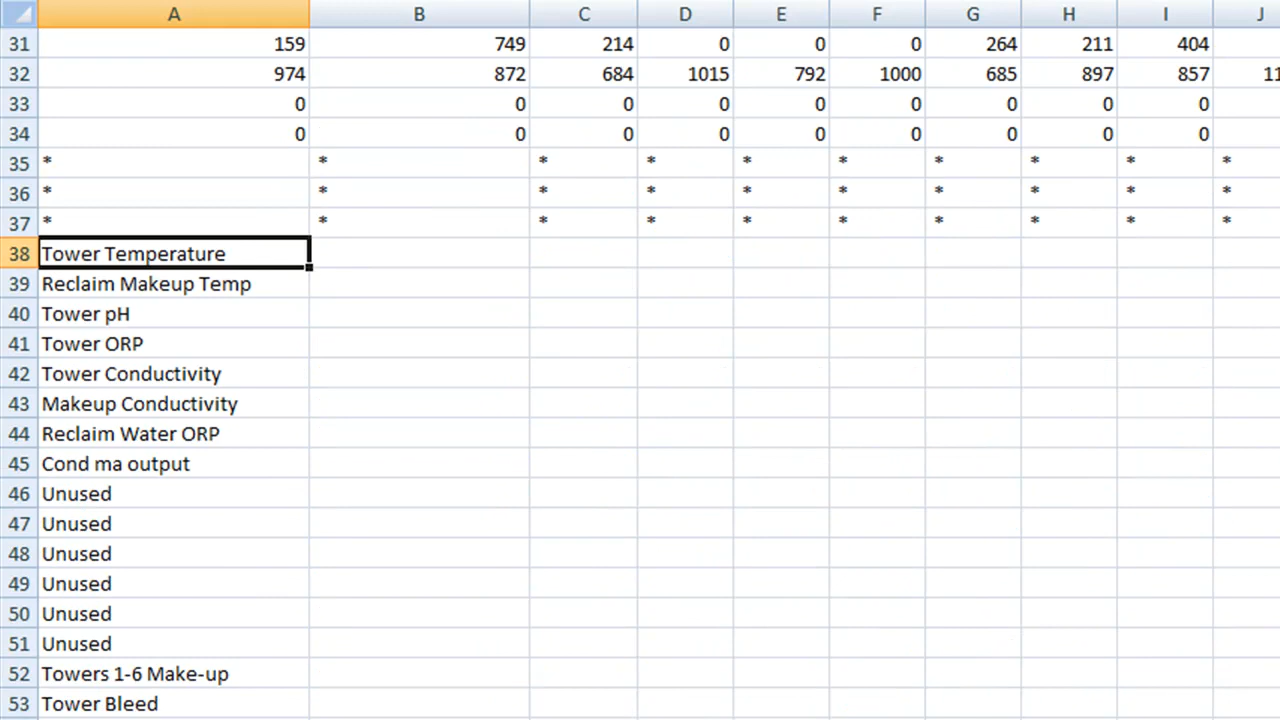 A B C D E F G H I J
31 159 749 214 0 0 0 264 211 404
32 974 872 684 1015 792 1000 685 897 857 11
33 0 0 0 0 0 0 0 0 0
34 0 0 0 0 0 0 0 0 0
35 * * * * * * * * * *
36 * * * * * * * * * *
37 * * * * * * * * * *
38 Tower Temperature
39 Reclaim Makeup Temp
40 Tower pH
41 Tower ORP
42 Tower Conductivity
43 Makeup Conductivity
44 Reclaim Water ORP
45 Cond ma output
46 Unused
47 Unused
48 Unused
49 Unused
50 Unused
51 Unused
52 Towers 1-6 Make-up
53 Tower Bleed